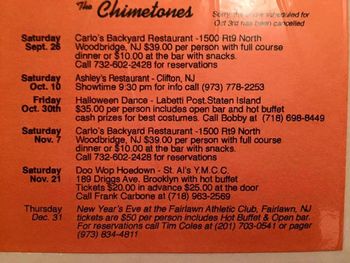 The Chimetones
Sorry the show scheduled for
Oct 3rd has been cancelled
Saturday Carlo's Backyard Restaurant -1500 Rt9 North
Sept. 26 Woodbridge, NJ $39.00 per person with full course
dinner or $10.00 at the bar with snacks.
Call 732-602-2428 for reservations
Saturday Ashley's Restaurant - Clifton, NJ
Oct. 10 Showtime 9:30 pm for info call (973) 778-2253
Friday Halloween Dance - Labetti Post.Staten Island
Oct. 30th $35.00 per person includes open bar and hot buffet
cash prizes for best costumes. Call Bobby at (718) 698-8449
Saturday Carlo's Backyard Restaurant -1500 Rt9 North
Nov. 7 Woodbridge, NJ $39.00 per person with full course
dinner or $10.00 at the bar with snacks.
Call 732-602-2428 for reservations
Saturday Doo Wop Hoedown - St. Al's Y.M.C.C.
Nov. 21 189 Driggs Ave. Brooklyn with hot buffet
Tickets $20.00 in advance $25.00 at the door
Call Frank Carbone at (718) 963-2569
Thursday New Year's Eve at the Fairlawn Athletic Club, Fairlawn, NJ
Dec. 31 tickets are $50 per person includes Hot Buffet & Open bar.
For reservations call Tim Coles at (201) 703-0541 or pager
(973) 834-4811